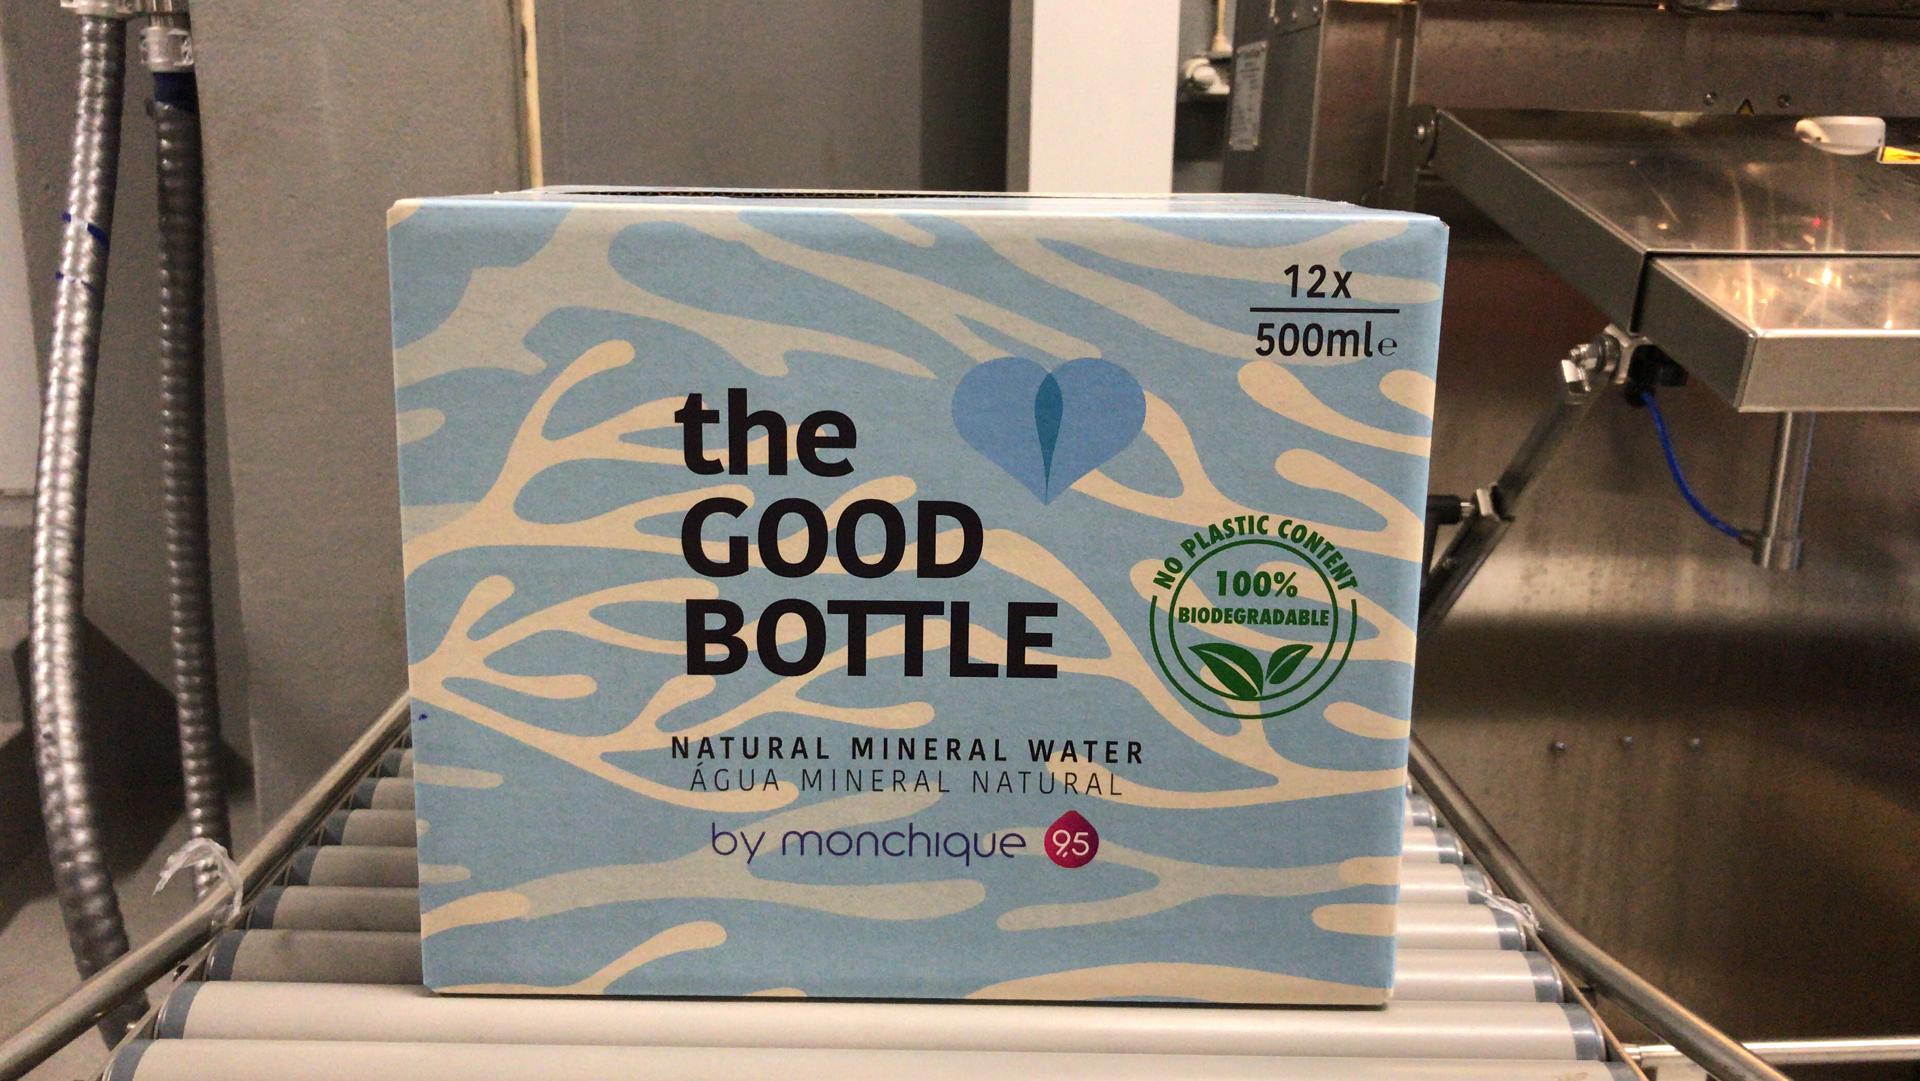 12x
500ml℮
the
GOOD
BOTTLE
NO PLASTIC CONTENT
100%
BIODEGRADABLE
NATURAL MINERAL WATER
ÁGUA MINERAL NATURAL
by monchique 9,5